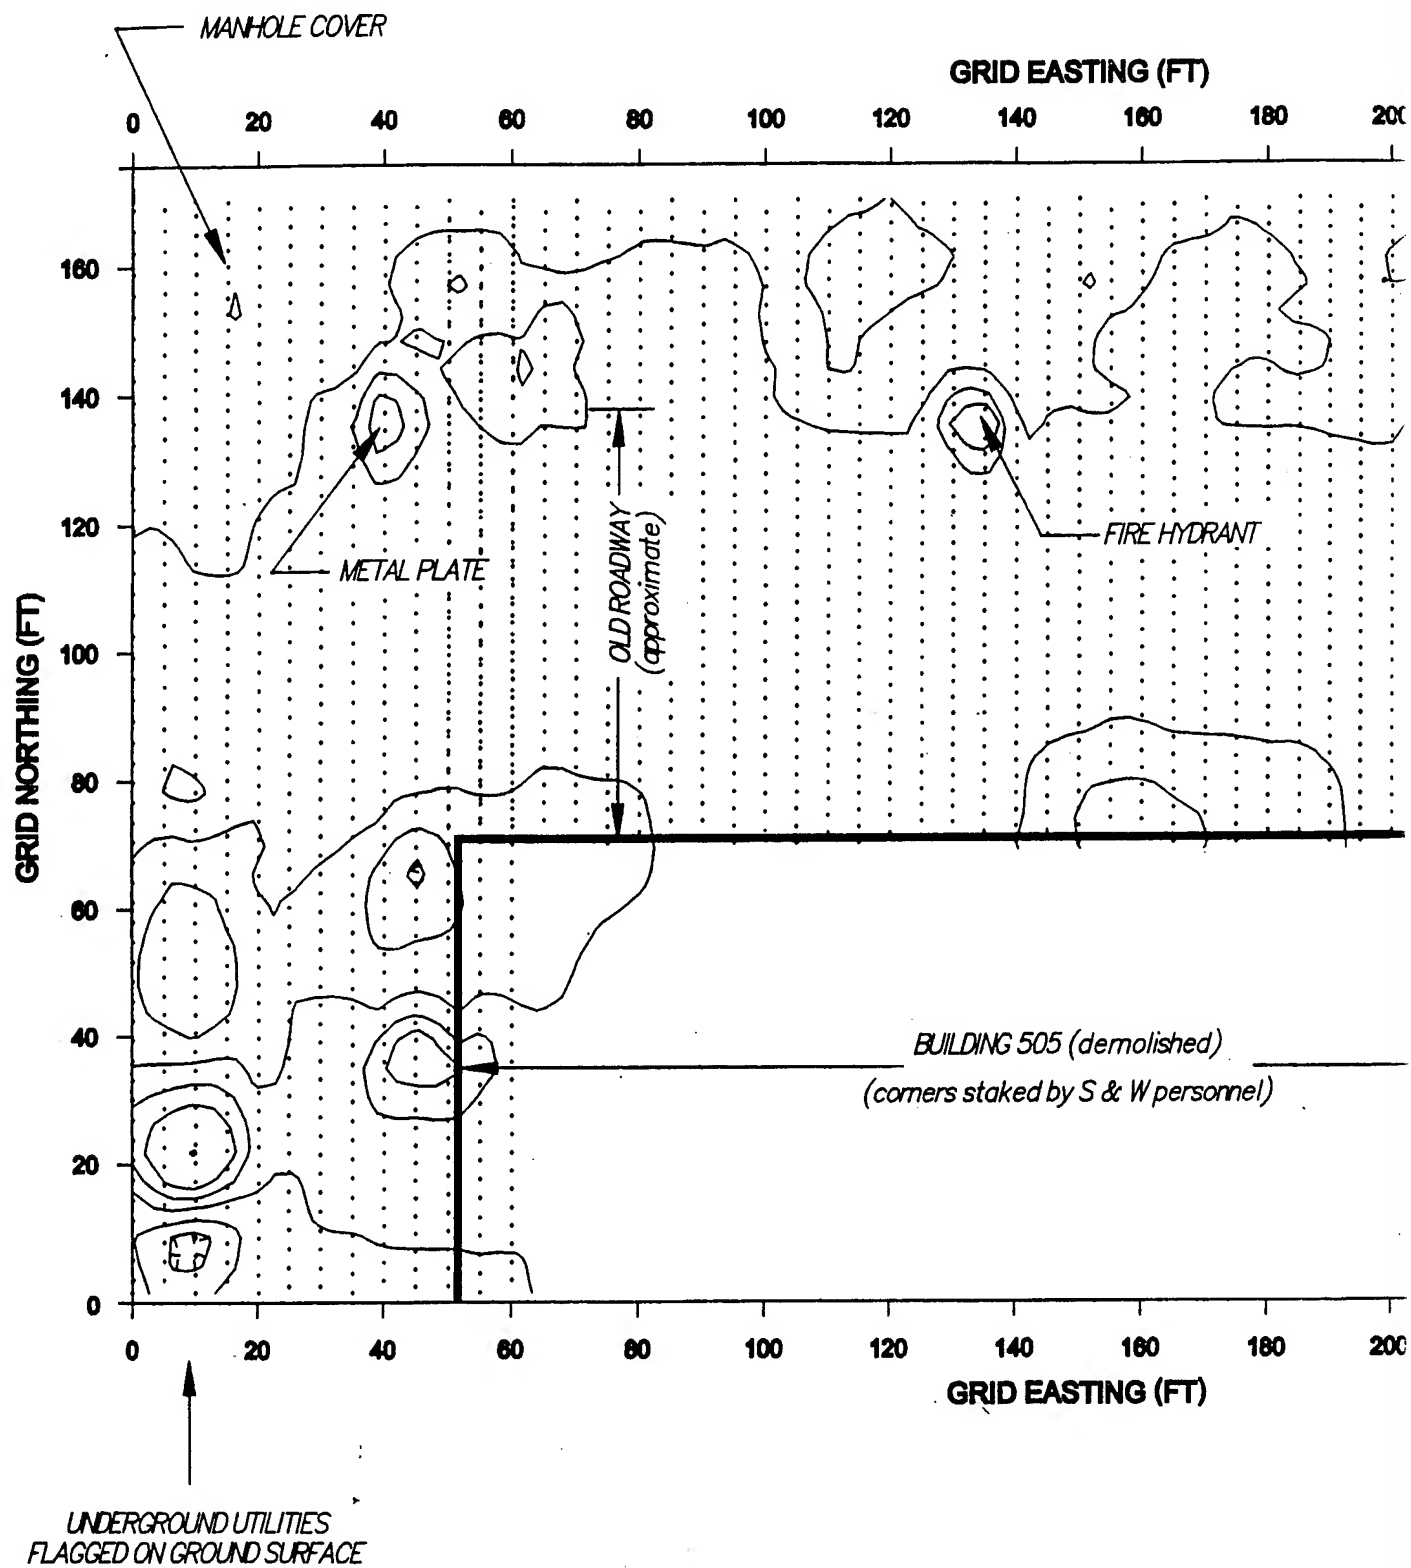 MANHOLE COVER
GRID EASTING (FT)
0 20 40 60 80 100 120 140 160 180
160
140
120
100
80
60
40
20
0
GRID NORTHING (FT)
METAL PLATE
OLD ROADWAY
(approximate)
FIRE HYDRANT
BUILDING 505 (demolished)
(corners staked by S & W personnel)
0 20 40 60 80 100 120 140 160 180
GRID EASTING (FT)
UNDERGROUND UTILITIES
FLAGGED ON GROUND SURFACE